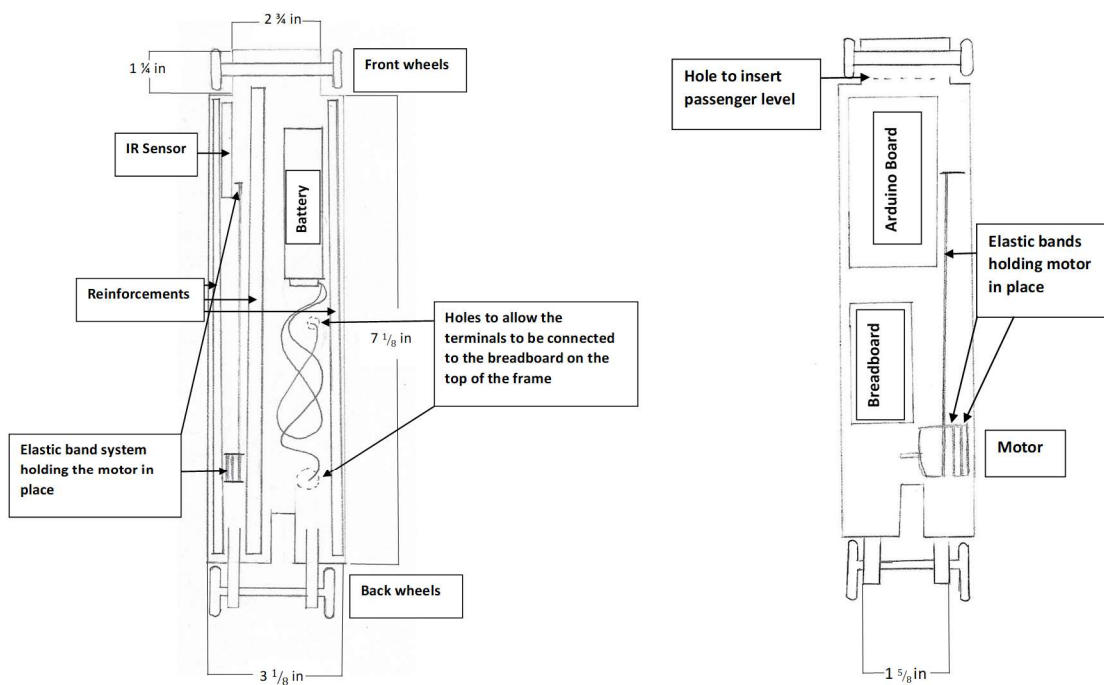 2 ¾ in
1 ¼ in
Front wheels
IR Sensor
Battery
Reinforcements
7 1/8 in
Holes to allow the
terminals to be connected
to the breadboard on the
top of the frame
Elastic band system
holding the motor in
place
Back wheels
3 1/8 in
Hole to insert
passenger level
Arduino Board
Elastic bands
holding motor
in place
Breadboard
Motor
1 5/8 in